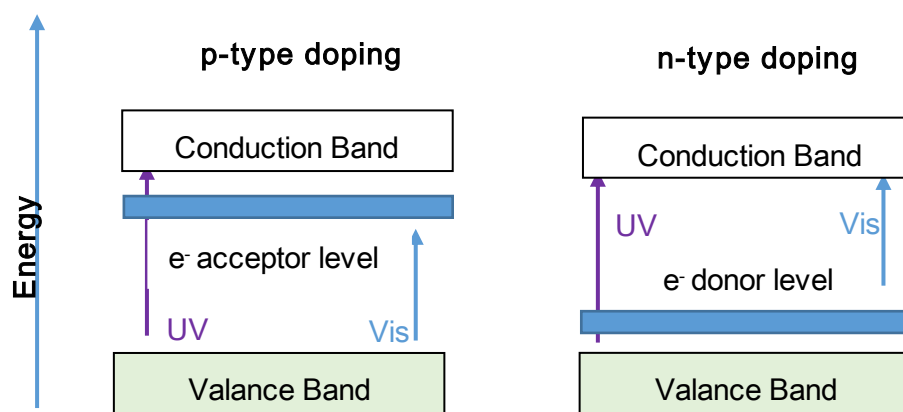 p-type doping
n-type doping
Energy
Conduction Band
Conduction Band
UV
Vis
e- acceptor level
e- donor level
UV
Vis
Valance Band
Valance Band